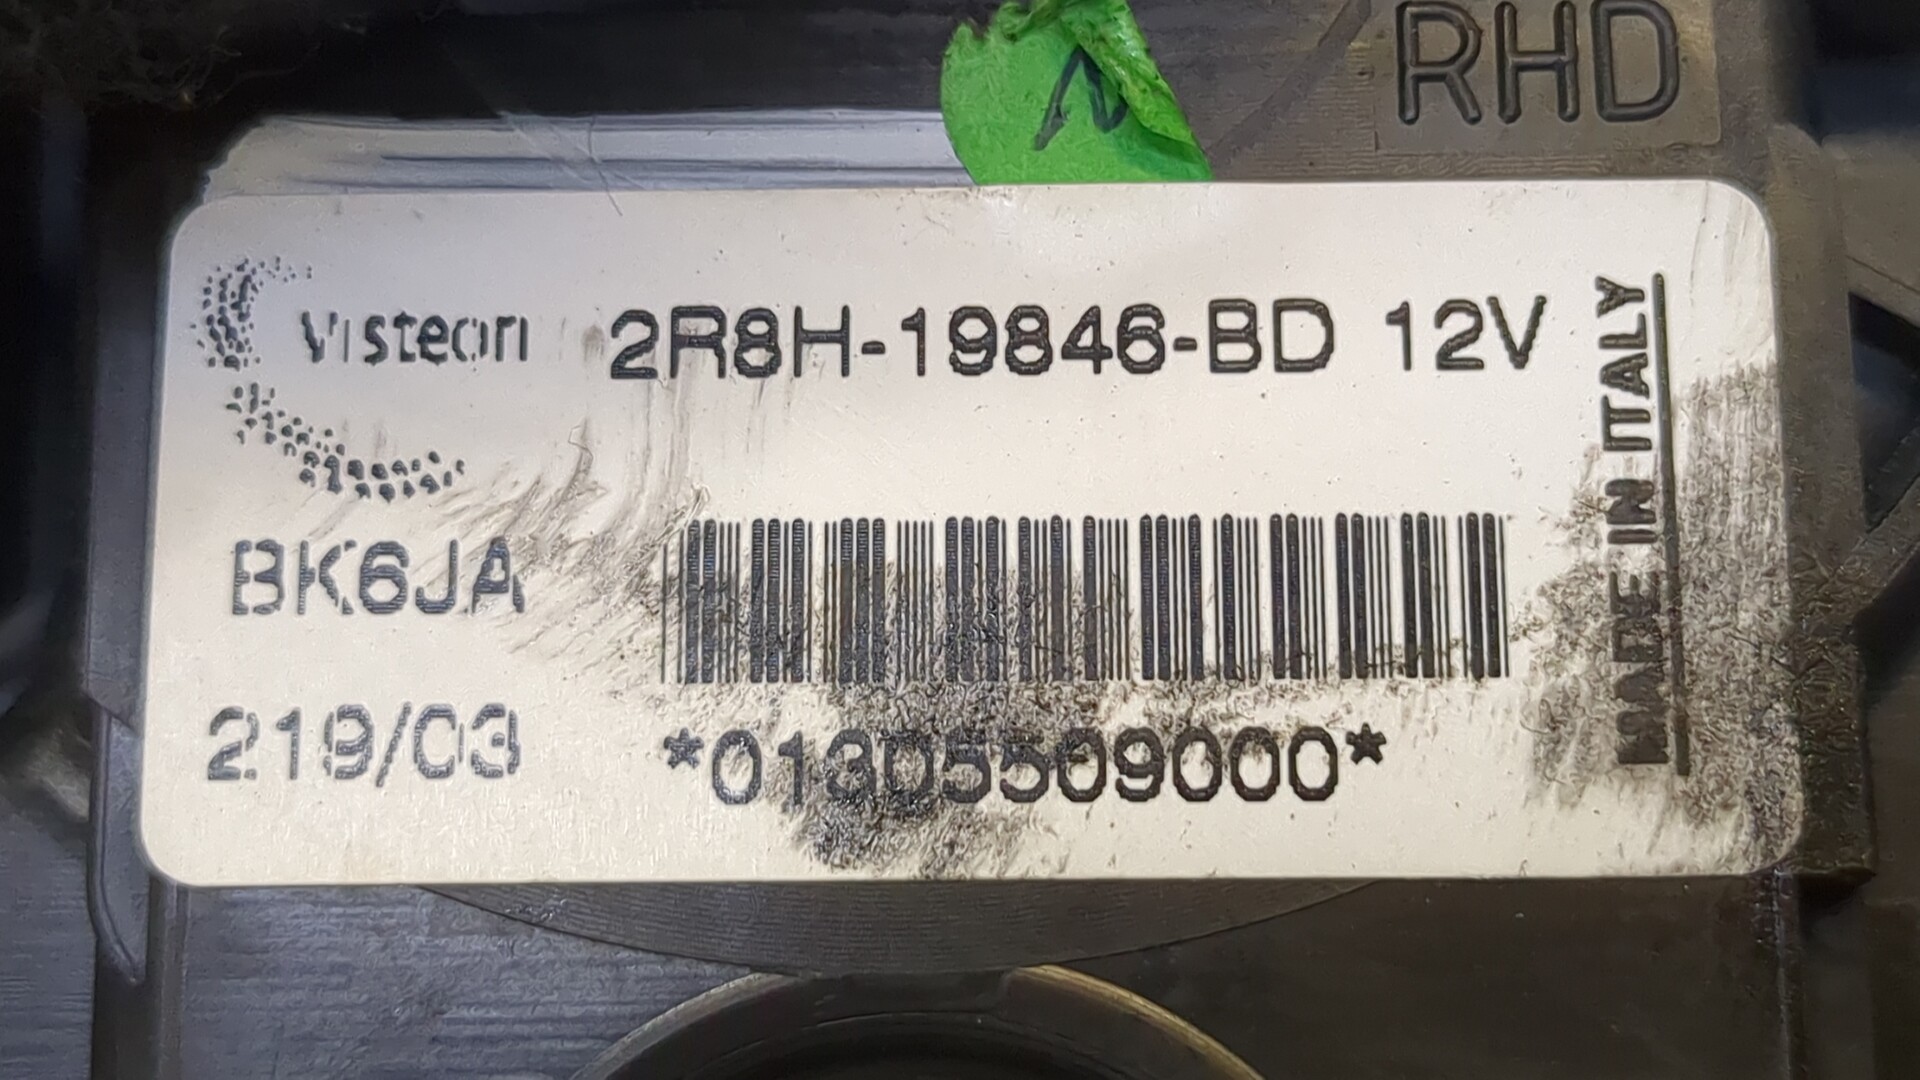 RHD
Visteon 2R8H-19846-BD 12V
MADE IN ITALY
BK6JA
219/03
*013D5509000*